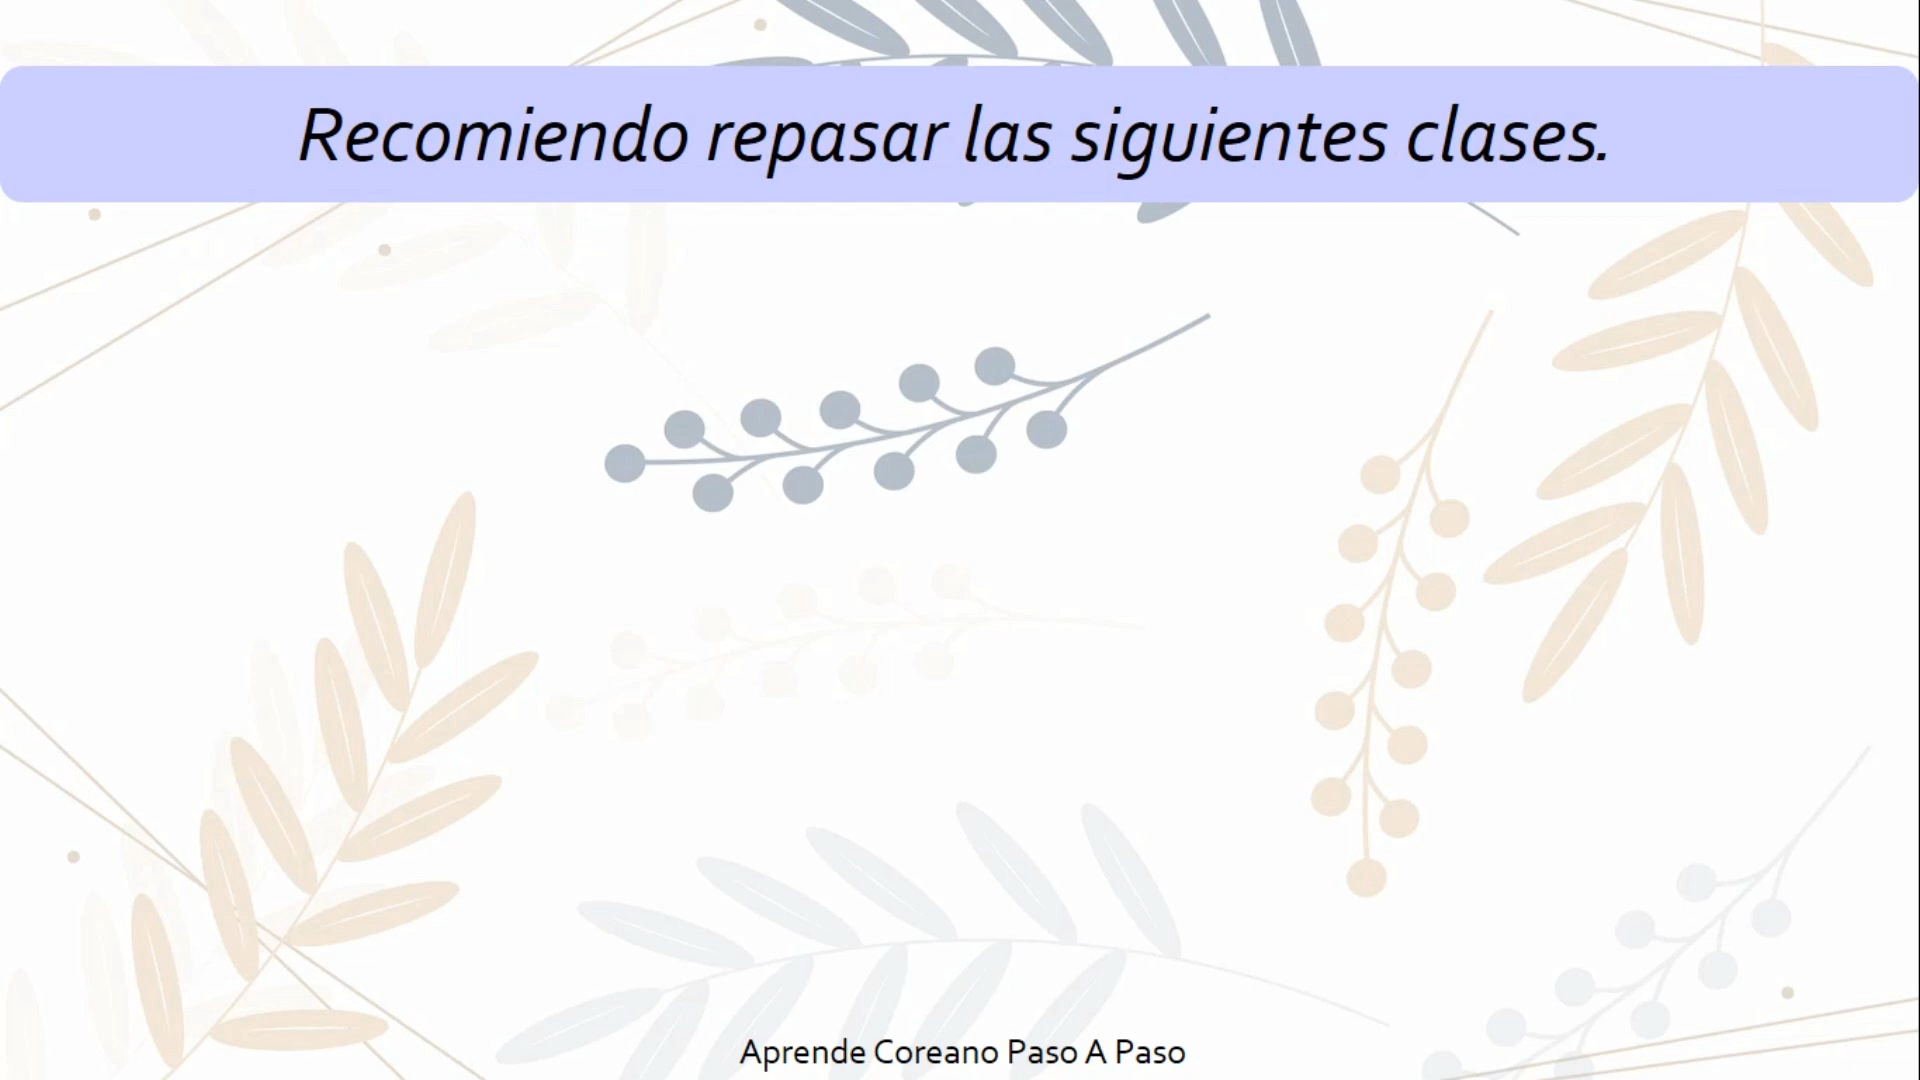 Recomiendo repasar las siguientes clases.
Aprende Coreano Paso A Paso